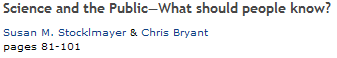 Science and the Public—What should people know?
Susan M. Stocklmayer & Chris Bryant
pages 81-101